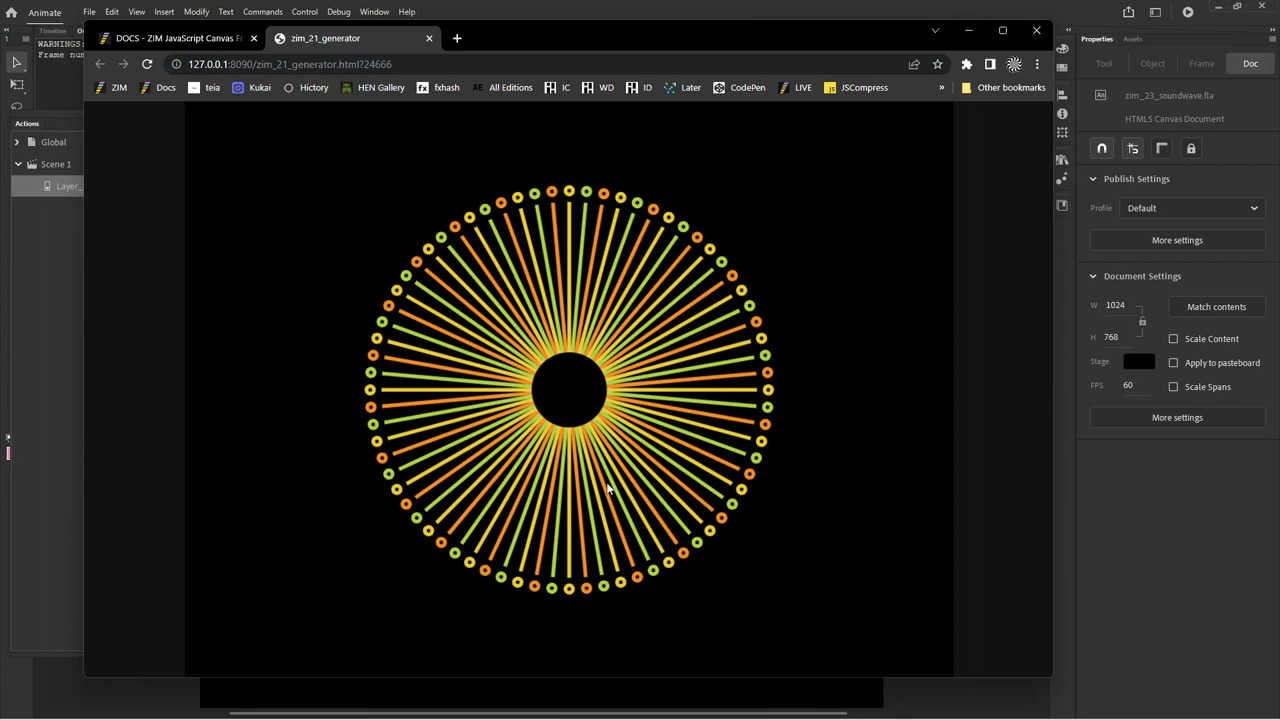 Animate File Edit View Insert Modify Text Commands Control Debug Window Help
Timeline
WARNINGS:
Frame num
DOCS - ZIM JavaScript Canvas Fr zim_21_generator
127.0.0.1:8090/zim_21_generator.html?24666
ZIM Docs teia Kukai Hictory HEN Gallery fxhash All Editions IC WD ID Later CodePen LIVE JSCompress » Other bookmarks
Actions
Global
Scene 1
Layer_
Properties Assets
Tool Object Frame Doc
zim_23_soundwave.fla
HTML5 Canvas Document
Publish Settings
Profile Default
More settings
Document Settings
W 1024 Match contents
H 768 Scale Content
Stage Apply to pasteboard
FPS 60 Scale Spans
More settings